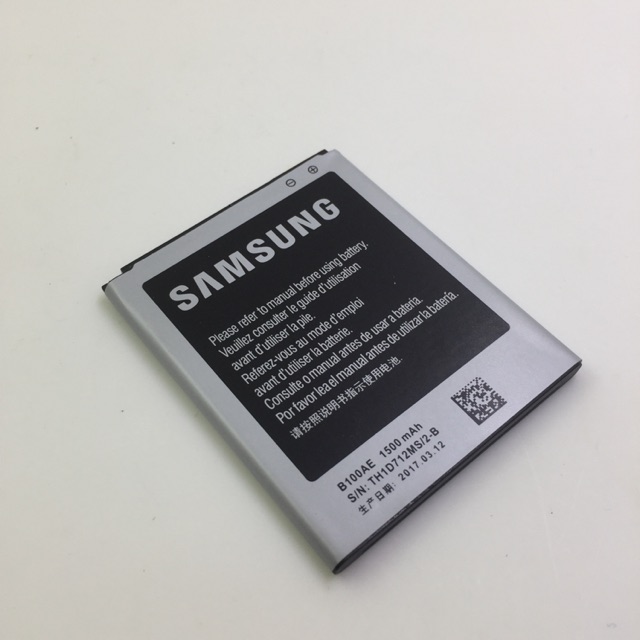 SAMSUNG
Please refer to manual before using battery.
Veuillez consulter le guide d'utilisation
avant d'utiliser la pile.
Referez-vous au mode d'emploi
avant d'utiliser la batterie.
Consulte o manual antes de usar a bateria.
Por favor lea el manual antes de utilizar la batería.
请按照说明书指示使用电池.
B100AE 1500 mAh
S/N: TH1D712MS/2-B
生产日期: 2017.03.12